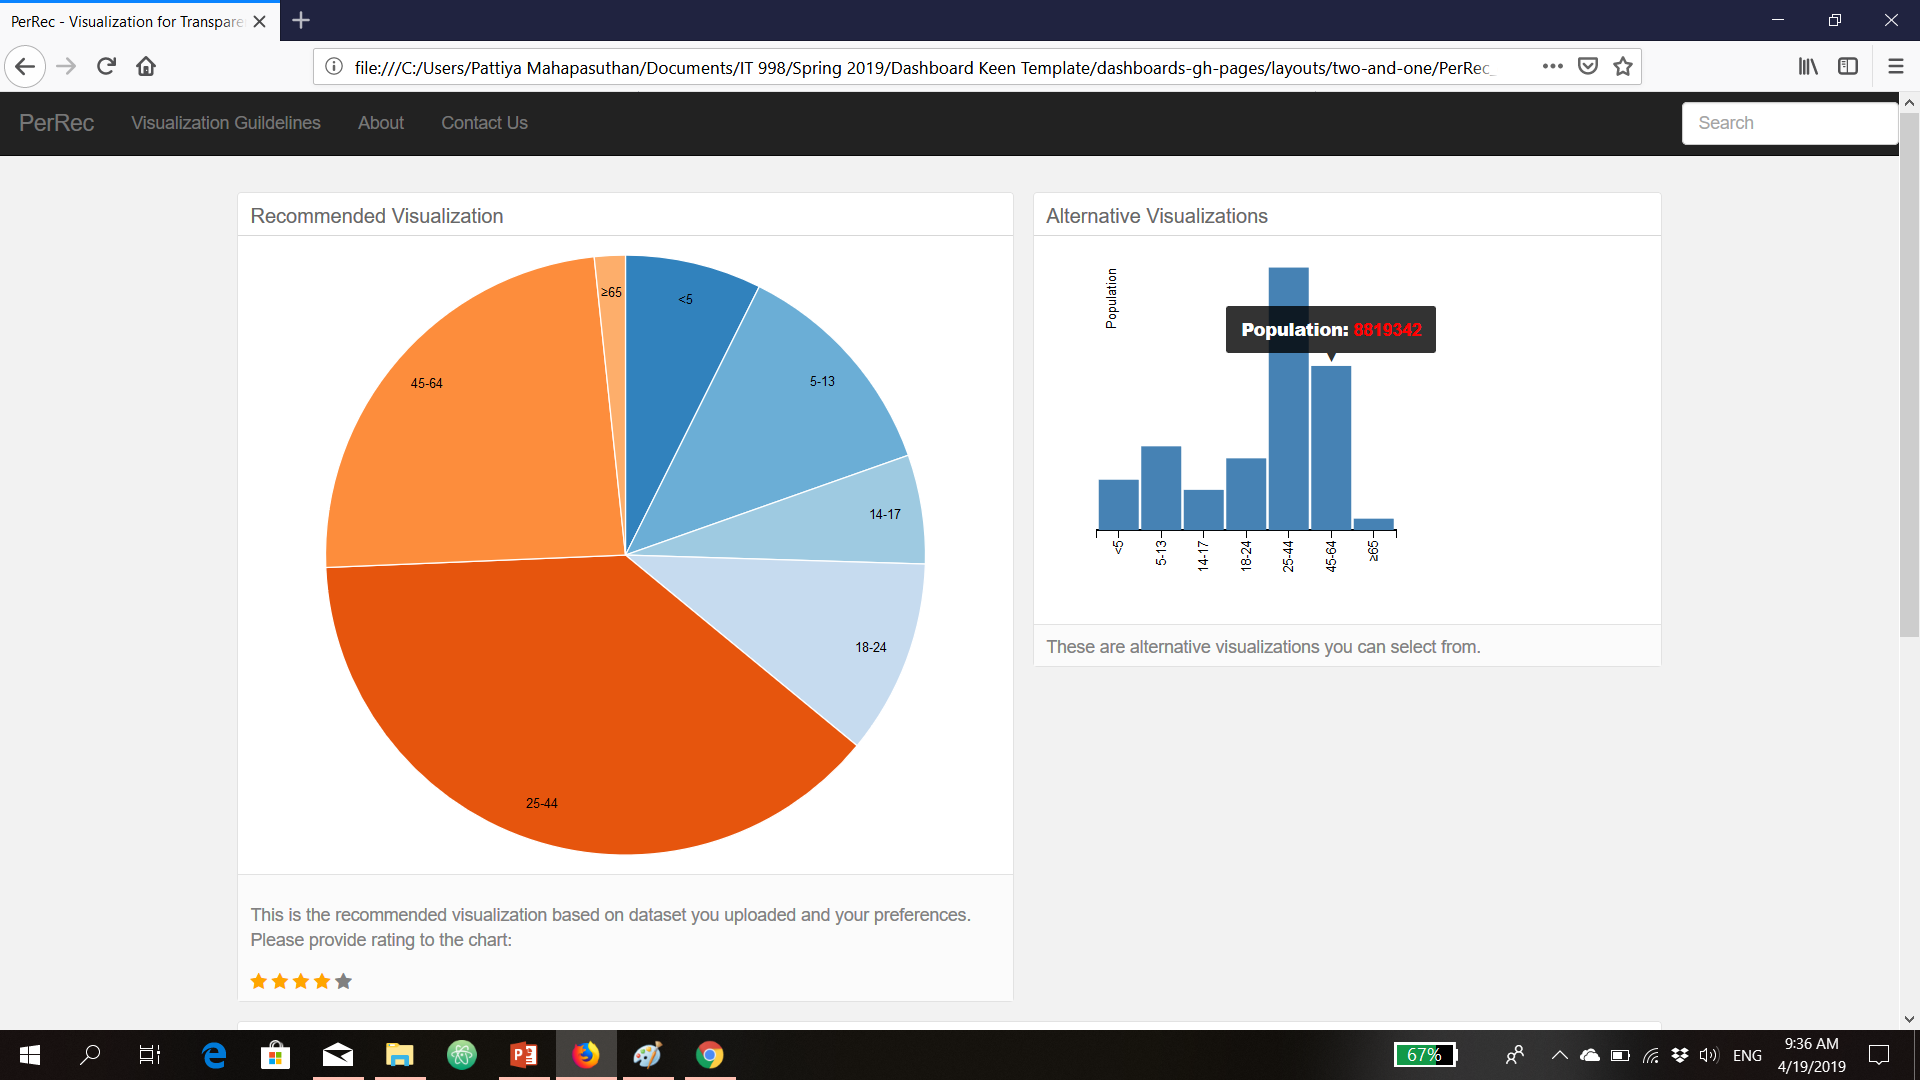 PerRec - Visualization for Transpare
file:///C:/Users/Pattiya Mahapasuthan/Documents/IT 998/Spring 2019/Dashboard Keen Template/dashboards-gh-pages/layouts/two-and-one/PerRec_
PerRec Visualization Guildelines About Contact Us Search
Recommended Visualization
≥65
<5
45-64
5-13
14-17
18-24
25-44
This is the recommended visualization based on dataset you uploaded and your preferences.
Please provide rating to the chart:
Alternative Visualizations
Population
Population: 8819342
<5 5-13 14-17 18-24 25-44 45-64 ≥65
These are alternative visualizations you can select from.
67% ENG
9:36 AM
4/19/2019